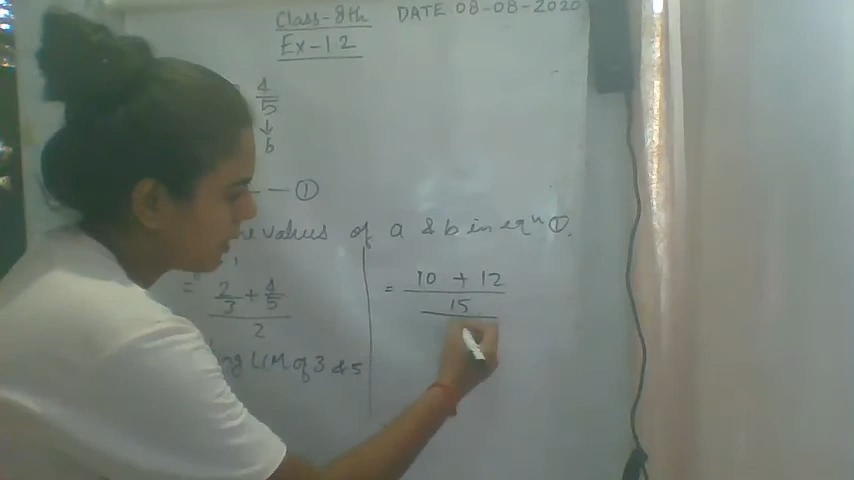 Class-8th DATE 08-08-2020
Ex-12
4
5
↓
b
— ①
values of a & b in eqⁿ ①.
= 2/3 + 4/5
2
LCM of 3 & 5
= 10 + 12
15